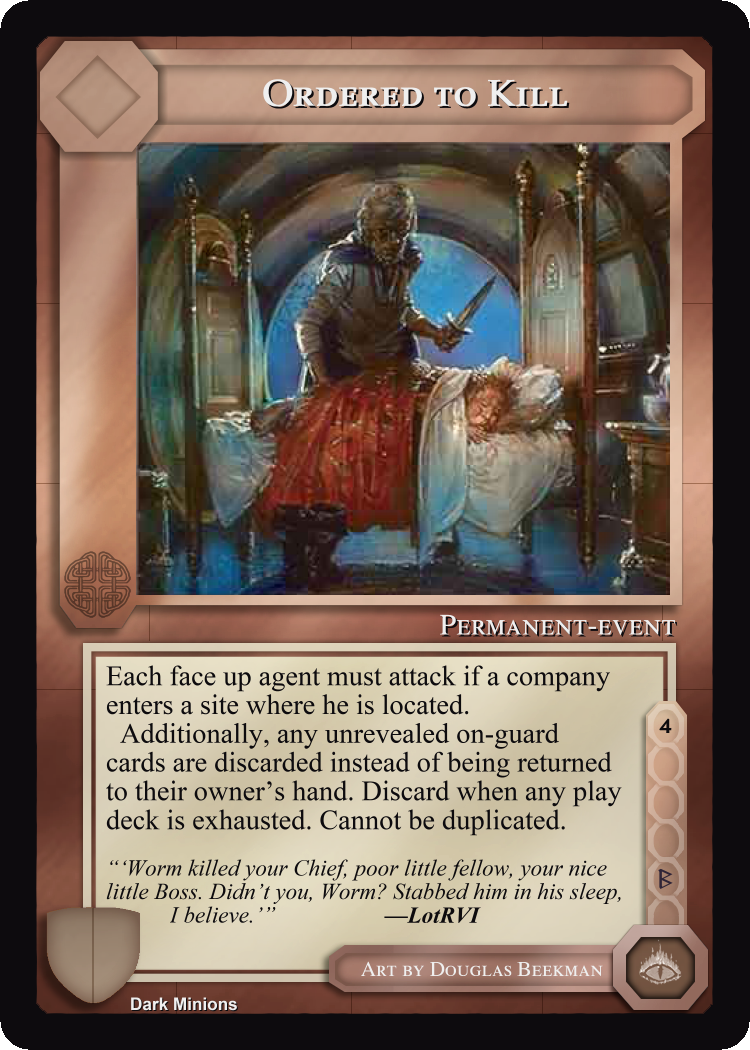 Ordered to Kill
Permanent-event
Each face up agent must attack if a company
enters a site where he is located.
Additionally, any unrevealed on-guard
cards are discarded instead of being returned
to their owner’s hand. Discard when any play
deck is exhausted. Cannot be duplicated.
4
“‘Worm killed your Chief, poor little fellow, your nice
little Boss. Didn’t you, Worm? Stabbed him in his sleep,
I believe.’” —LotRVI
ᛒ
Art by Douglas Beekman
Dark Minions